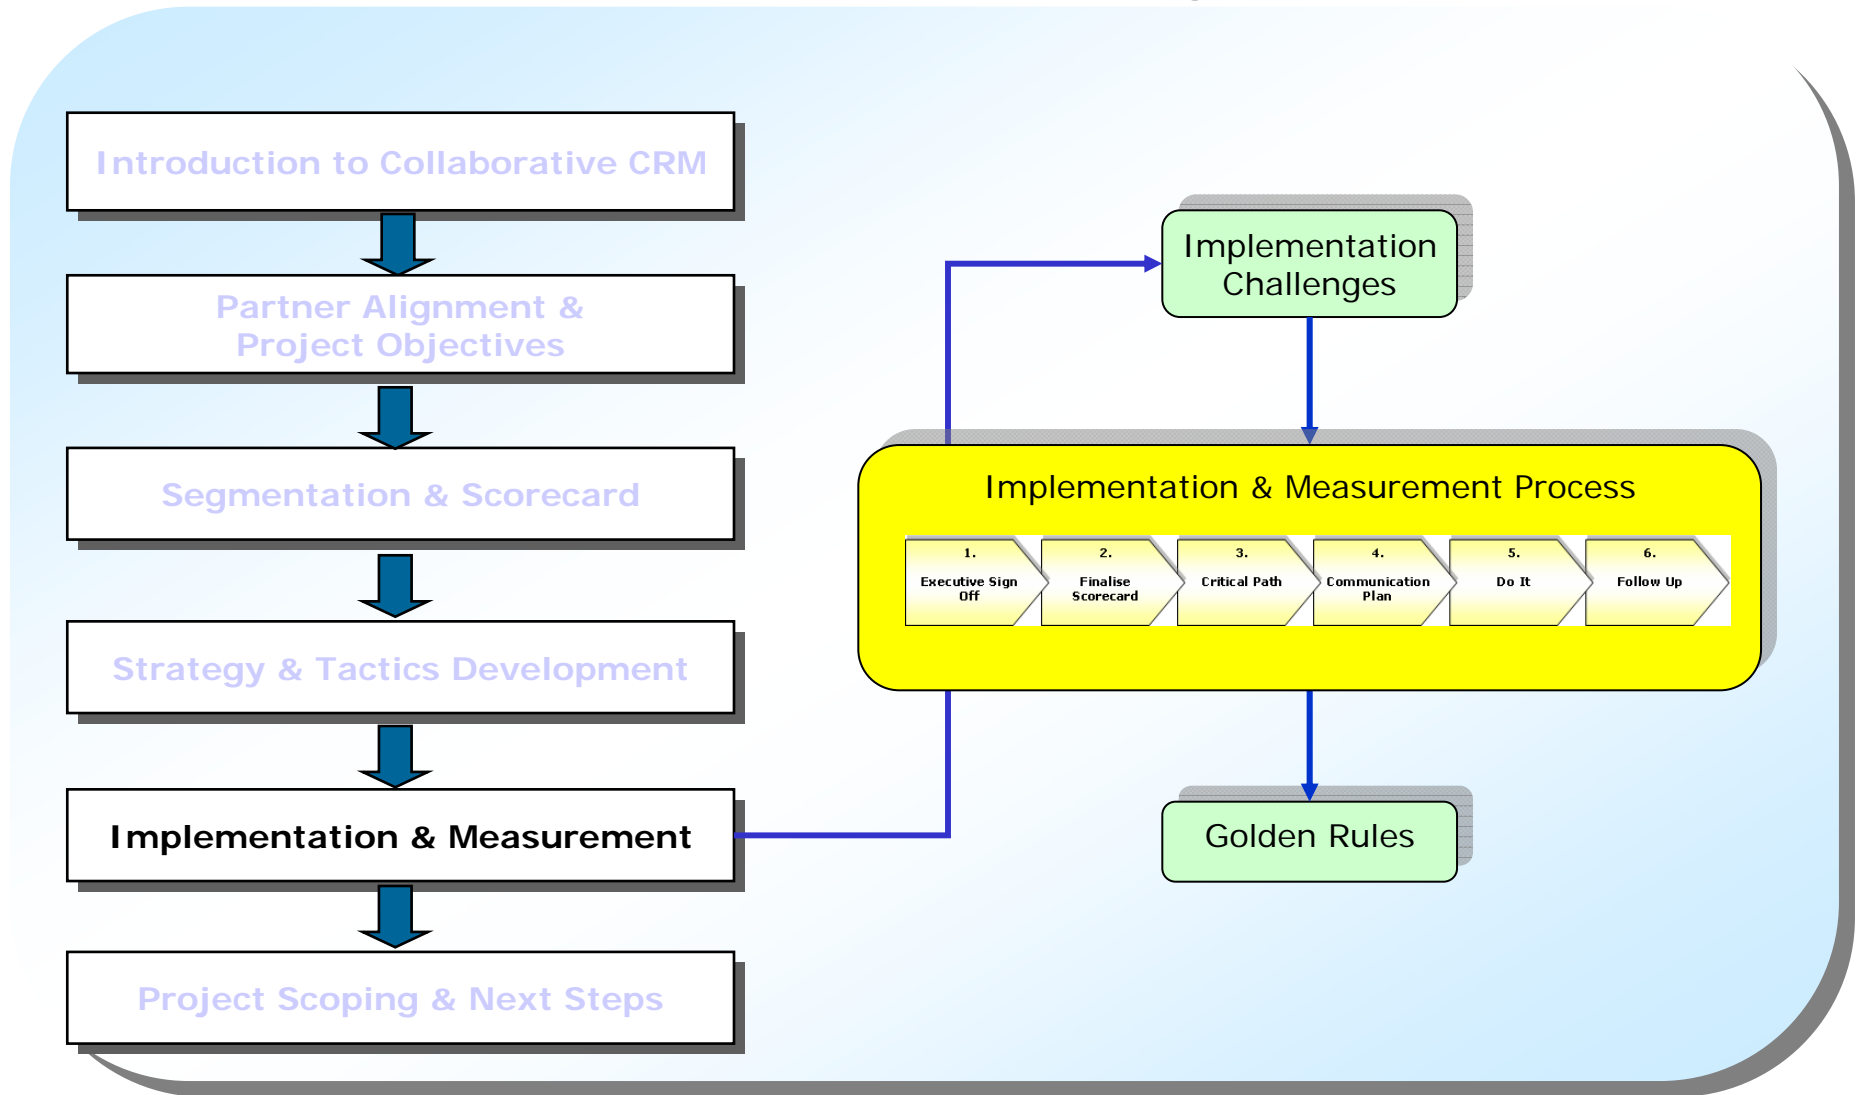 Introduction to Collaborative CRM
Partner Alignment &
Project Objectives
Segmentation & Scorecard
Strategy & Tactics Development
Implementation & Measurement
Project Scoping & Next Steps
Implementation
Challenges
Implementation & Measurement Process
1.
Executive Sign
Off
2.
Finalise
Scorecard
3.
Critical Path
4.
Communication
Plan
5.
Do It
6.
Follow Up
Golden Rules